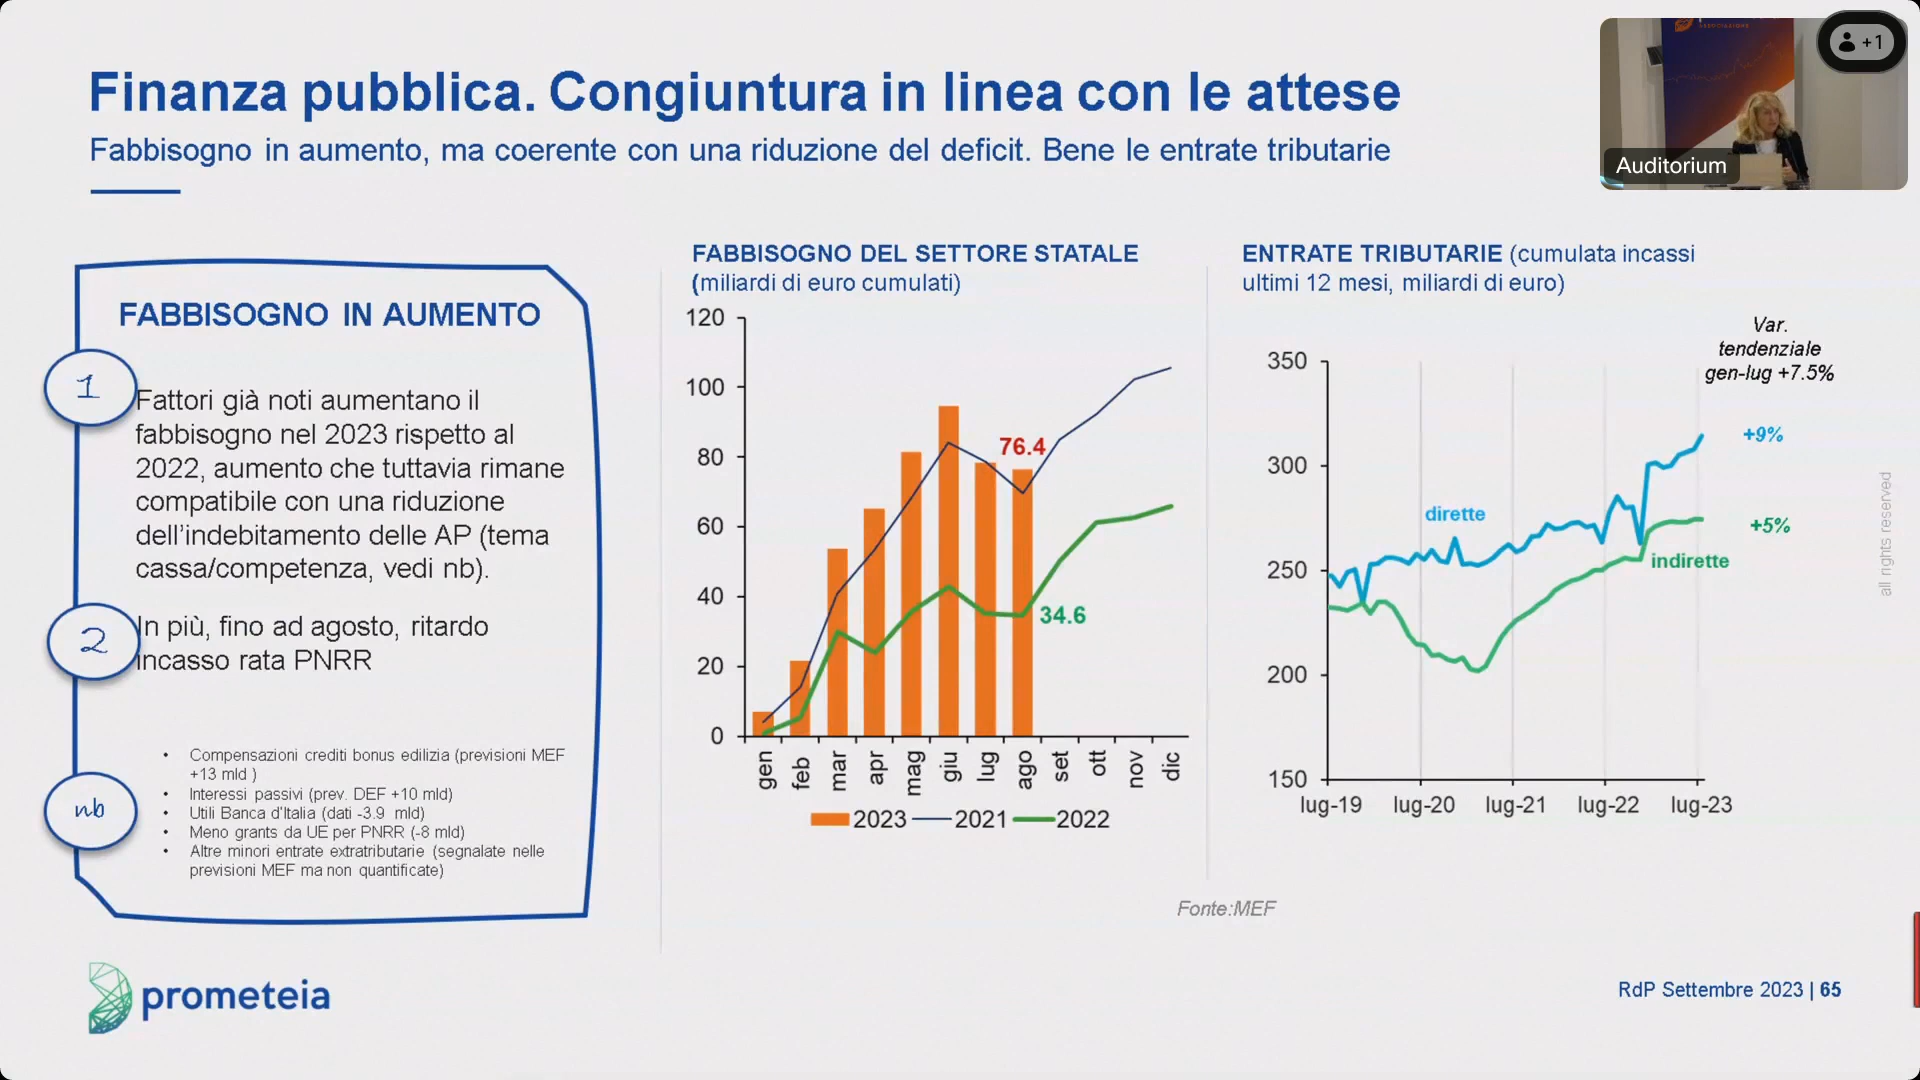 Finanza pubblica. Congiuntura in linea con le attese
Fabbisogno in aumento, ma coerente con una riduzione del deficit. Bene le entrate tributarie
+1
Auditorium
FABBISOGNO IN AUMENTO
1
Fattori già noti aumentano il
fabbisogno nel 2023 rispetto al
2022, aumento che tuttavia rimane
compatibile con una riduzione
dell'indebitamento delle AP (tema
cassa/competenza, vedi nb).
2
In più, fino ad agosto, ritardo
incasso rata PNRR
nb
• Compensazioni crediti bonus edilizia (previsioni MEF
+13 mld )
• Interessi passivi (prev. DEF +10 mld)
• Utili Banca d'Italia (dati -3.9 mld)
• Meno grants da UE per PNRR (-8 mld)
• Altre minori entrate extratributarie (segnalate nelle
previsioni MEF ma non quantificate)
FABBISOGNO DEL SETTORE STATALE
(miliardi di euro cumulati)
120
100
80
60
40
20
0
76.4
34.6
gen feb mar apr mag giu lug ago set ott nov dic
2023 2021 2022
ENTRATE TRIBUTARIE (cumulata incassi
ultimi 12 mesi, miliardi di euro)
Var.
tendenziale
gen-lug +7.5%
350
300
250
200
150
+9%
dirette
+5%
indirette
lug-19 lug-20 lug-21 lug-22 lug-23
all rights reserved
Fonte:MEF
prometeia
RdP Settembre 2023 | 65